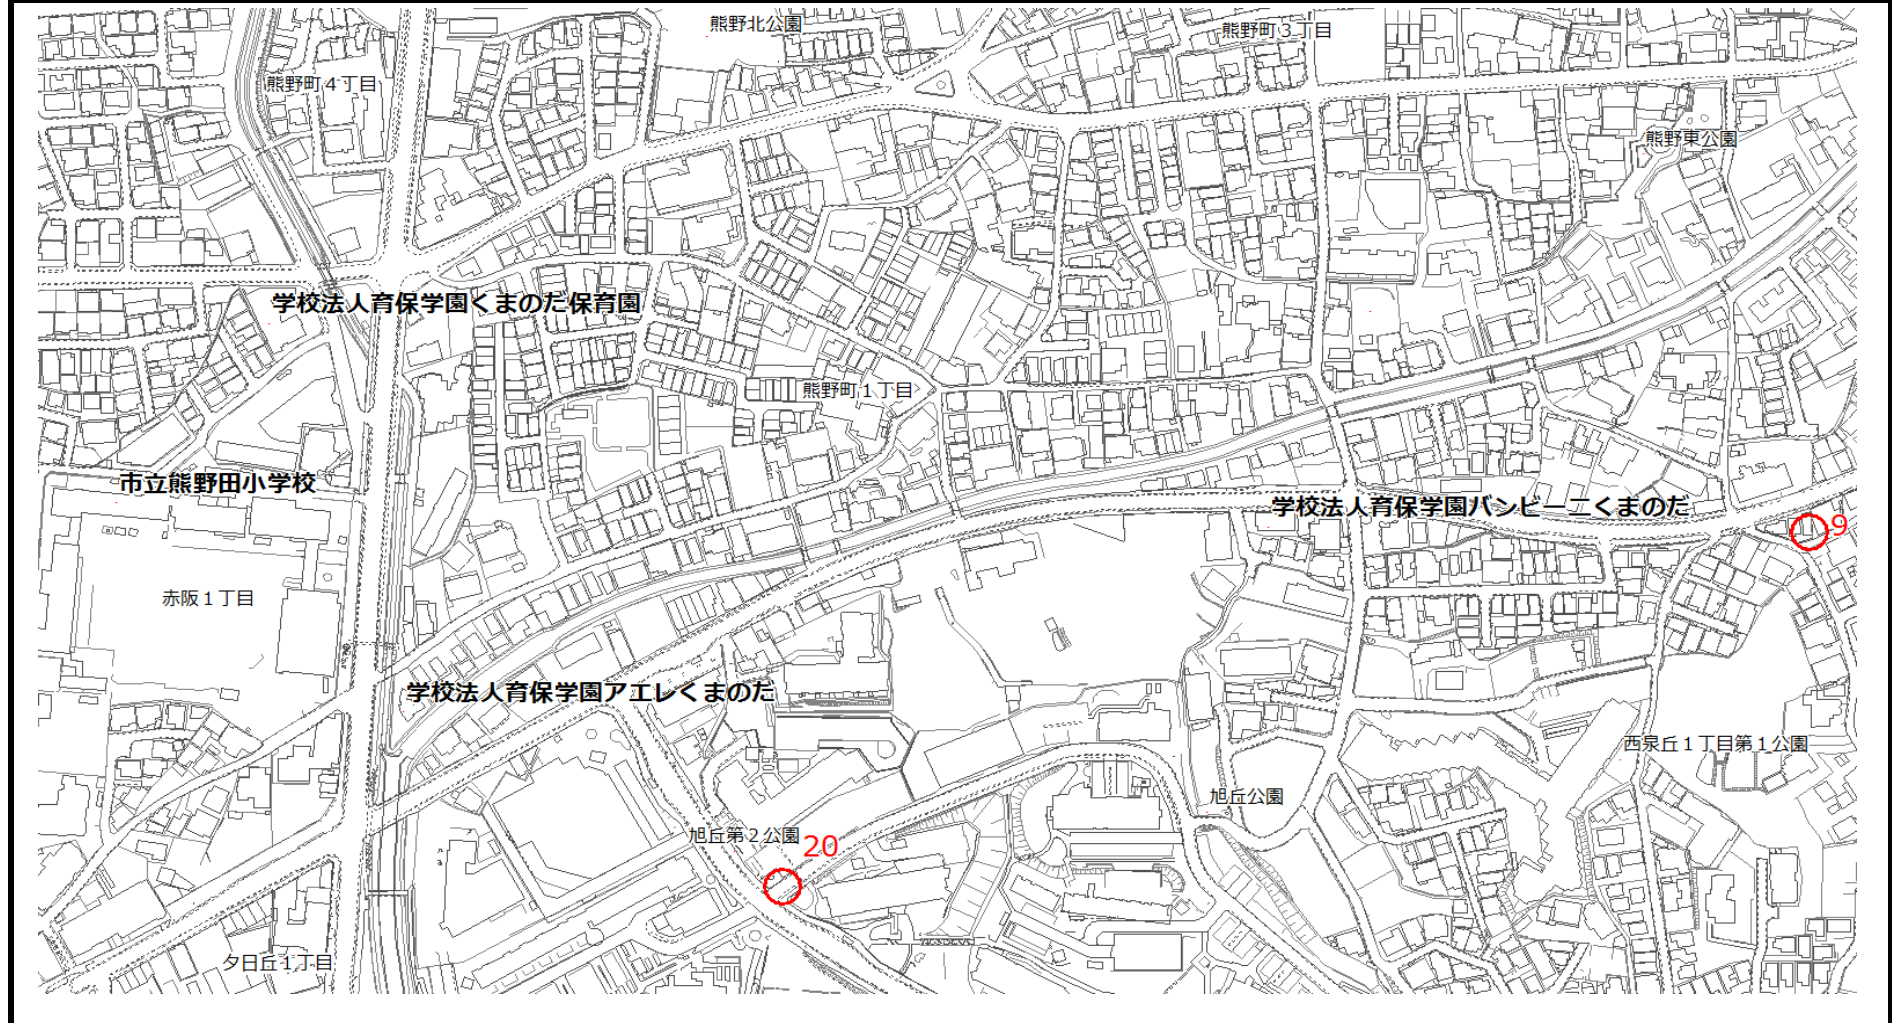 熊野北公園
熊野町３丁目
熊野町４丁目
熊野東公園
学校法人育保学園くまのだ保育園
熊野町１丁目
市立熊野田小学校
学校法人育保学園バンビーニくまのだ
9
赤阪１丁目
学校法人育保学園アエレくまのだ
西泉丘１丁目第１公園
旭丘公園
旭丘第２公園
20
夕日丘１丁目